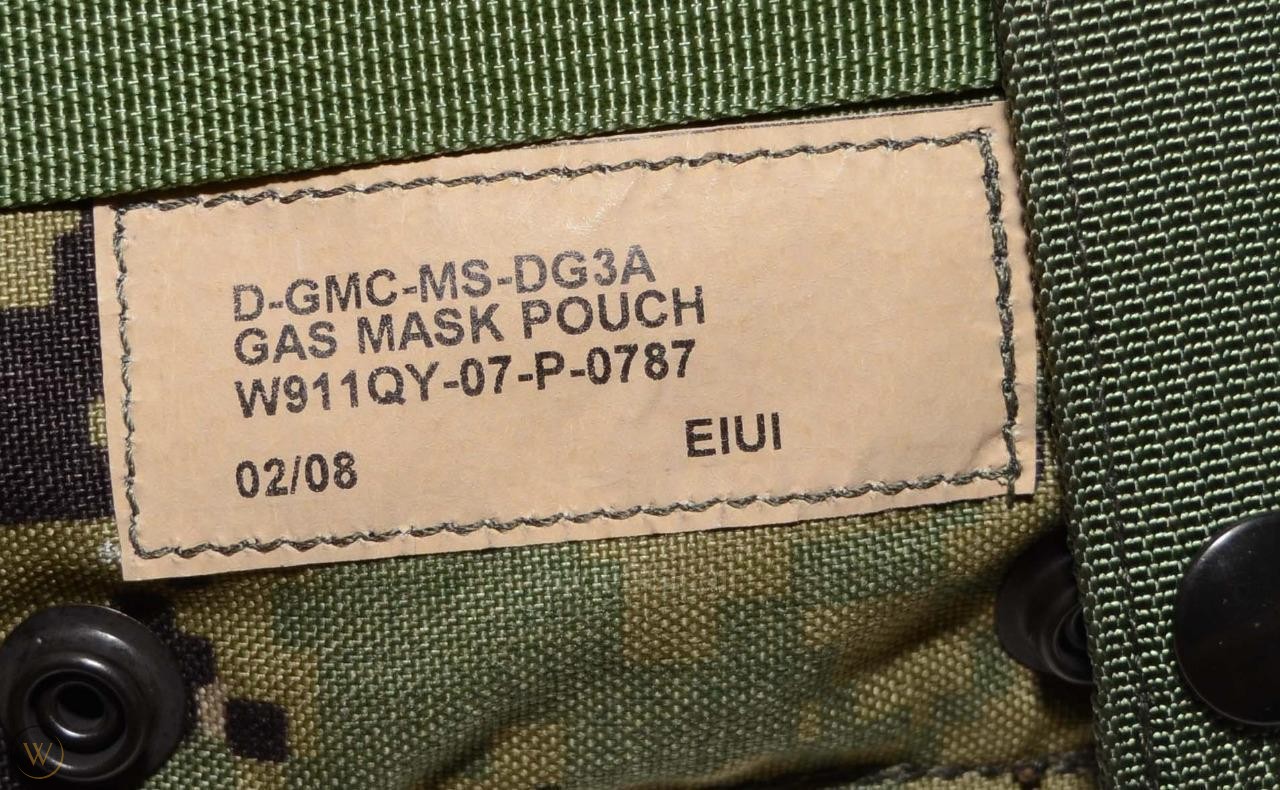 D-GMC-MS-DG3A
GAS MASK POUCH
W911QY-07-P-0787
EIUI
02/08
W